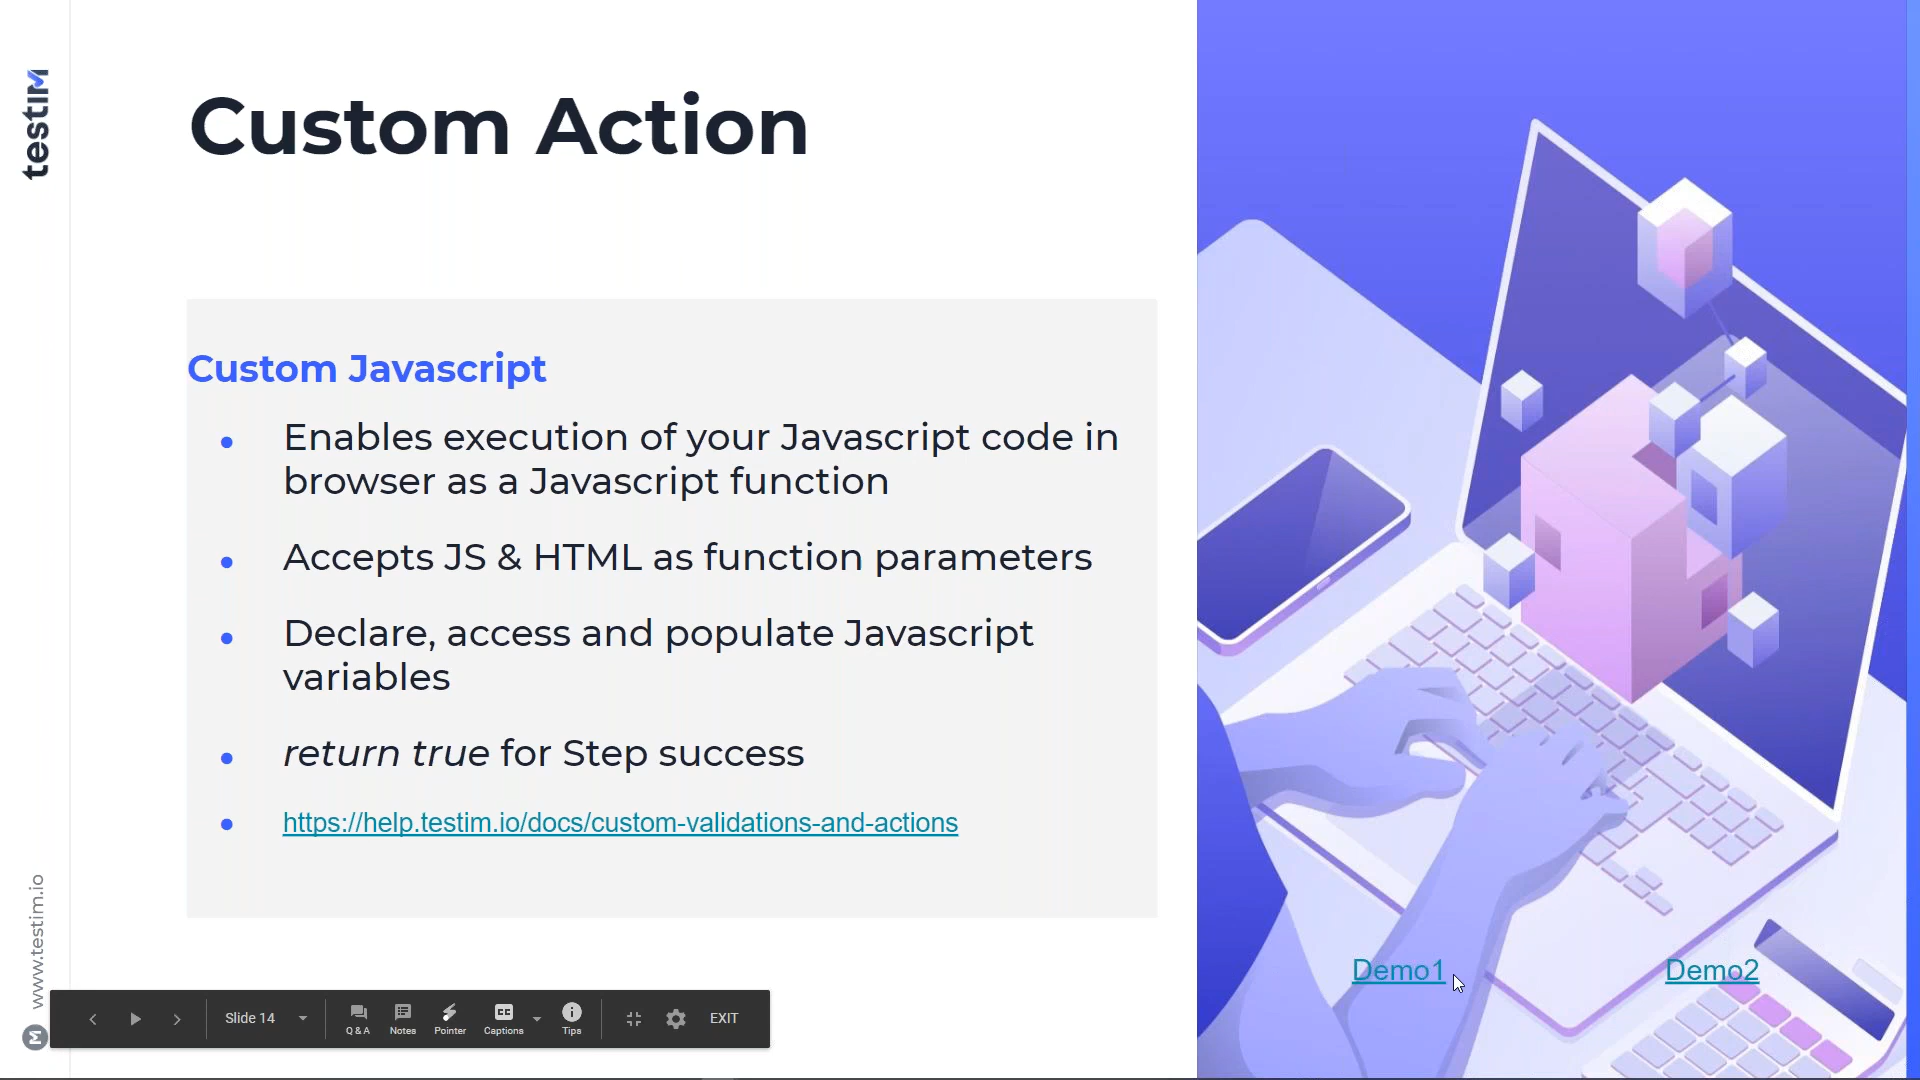 testim
Custom Action
Custom Javascript
Enables execution of your Javascript code in
browser as a Javascript function
Accepts JS & HTML as function parameters
Declare, access and populate Javascript
variables
return true for Step success
https://help.testim.io/docs/custom-validations-and-actions
Demo1
Demo2
www.testim.io
Slide 14
Q & A
Notes
Pointer
CC
Captions
Tips
EXIT